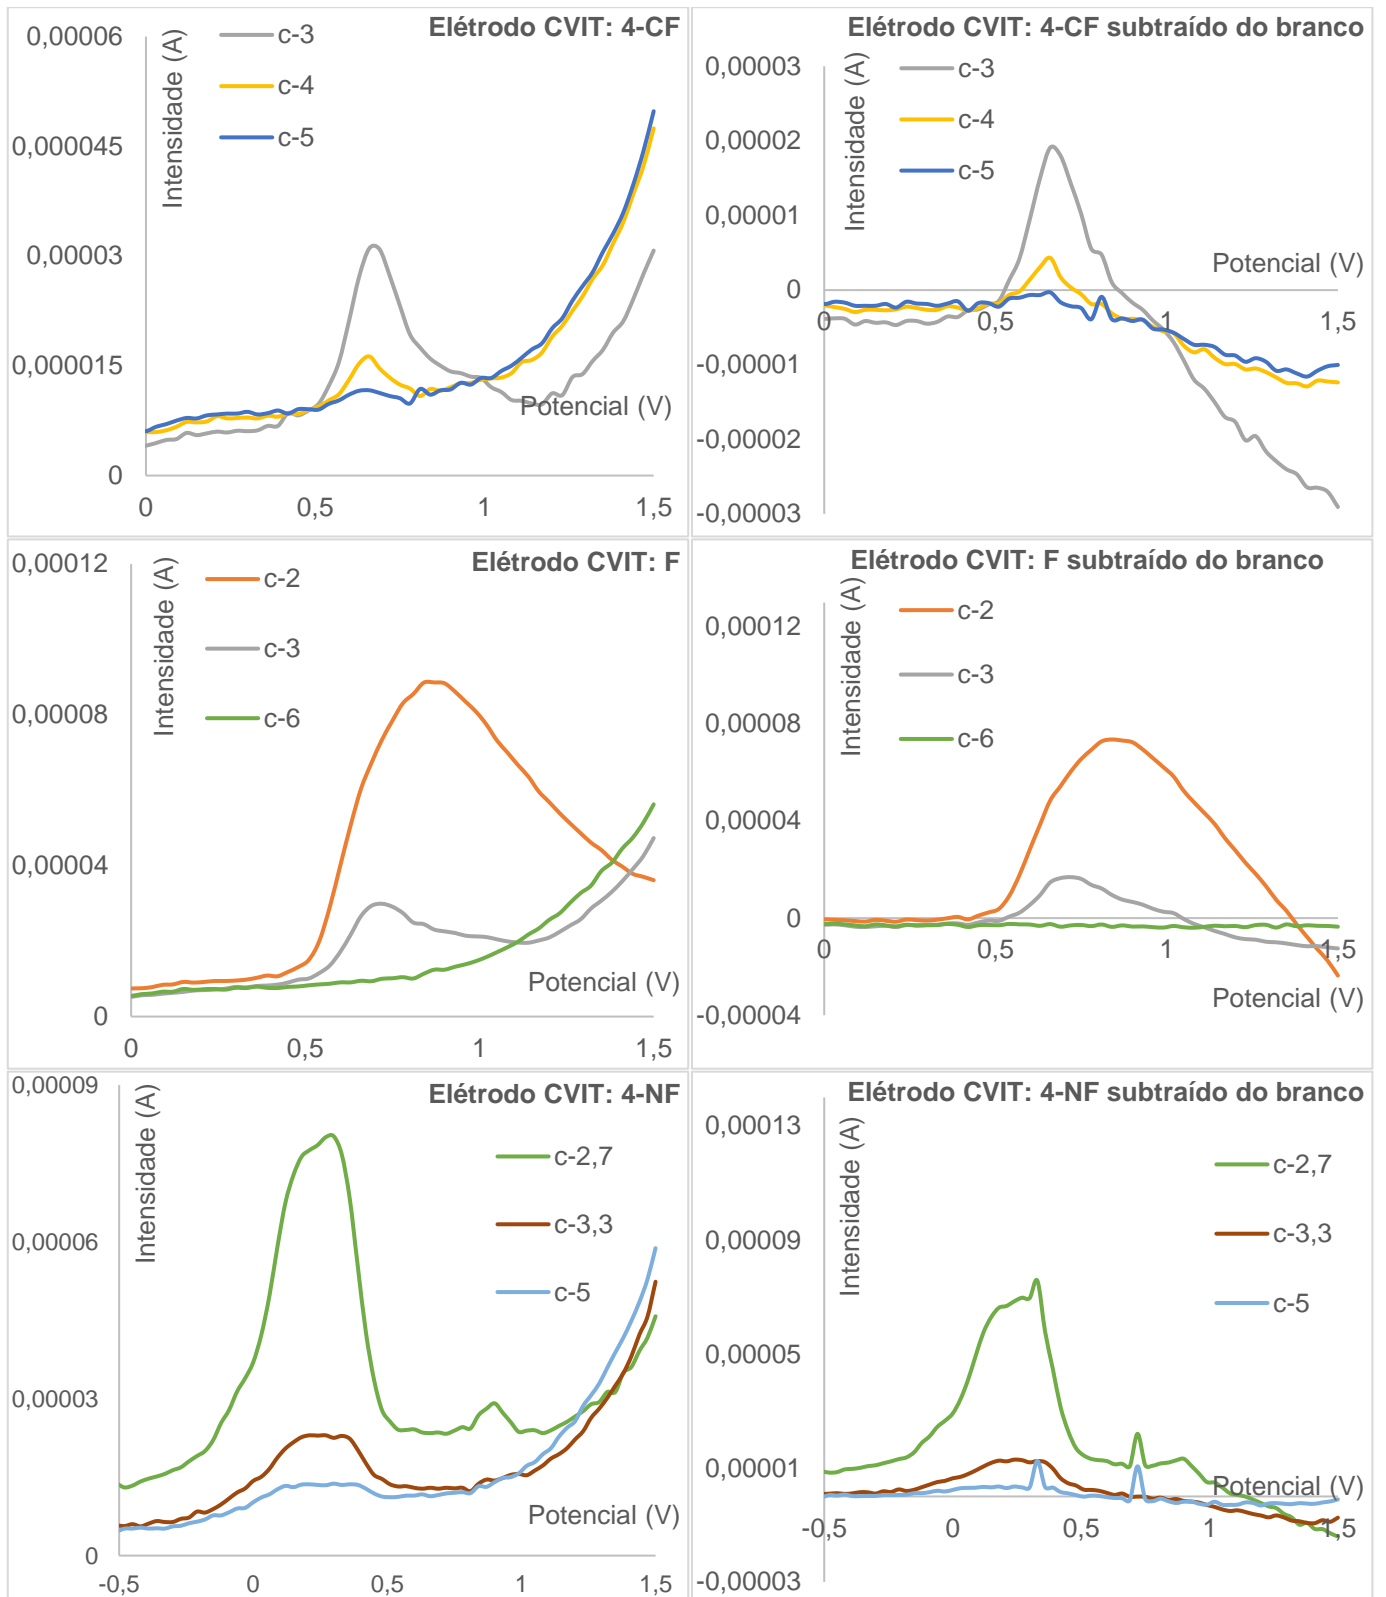 Elétrodo CVIT: 4-CF
Intensidade (A)
c-3
c-4
c-5
0,00006
0,000045
0,00003
0,000015
0
Potencial (V)
0
0,5
1
1,5
Elétrodo CVIT: 4-CF subtraído do branco
Intensidade (A)
c-3
c-4
c-5
0,00003
0,00002
0,00001
0
-0,00001
-0,00002
-0,00003
Potencial (V)
0
0,5
1
1,5
Elétrodo CVIT: F
Intensidade (A)
c-2
c-3
c-6
0,00012
0,00008
0,00004
0
Potencial (V)
0
0,5
1
1,5
Elétrodo CVIT: F subtraído do branco
Intensidade (A)
c-2
c-3
c-6
0,00012
0,00008
0,00004
0
-0,00004
0
0,5
1
1,5
Potencial (V)
Elétrodo CVIT: 4-NF
Intensidade (A)
c-2,7
c-3,3
c-5
0,00009
0,00006
0,00003
0
Potencial (V)
-0,5
0
0,5
1
1,5
Elétrodo CVIT: 4-NF subtraído do branco
Intensidade (A)
c-2,7
c-3,3
c-5
0,00013
0,00009
0,00005
0,00001
-0,00003
Potencial (V)
-0,5
0
0,5
1
1,5